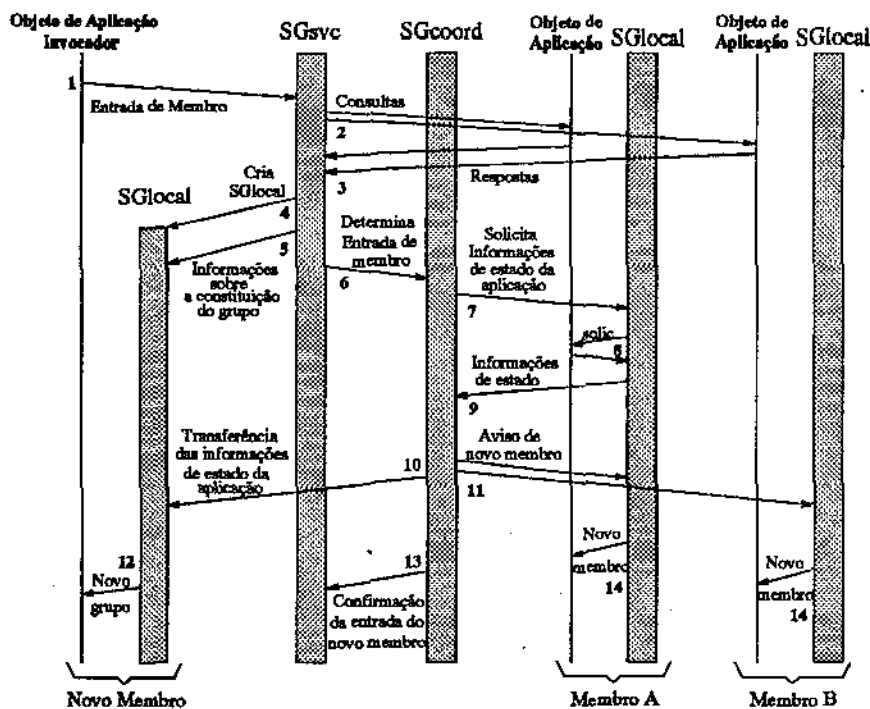 Objeto de Aplicação
Invocador
SGsvc
SGcoord
Objeto de
Aplicação
SGlocal
Objeto de
Aplicação
SGlocal
1
Entrada de Membro
Consultas
2
Respostas
3
Cria
SGlocal
4
SGlocal
5
Informações
sobre
a constituição
do grupo
Determina
Entrada de
membro
6
Solicita
Informações
de estado da
aplicação
7
solic.
8
Informações
de estado
9
Transferência
das informações
de estado da
aplicação
10
Aviso de
novo membro
11
12
Novo
grupo
13
Confirmação
da entrada do
novo membro
Novo
membro
14
Novo
membro
14
Novo Membro
Membro A
Membro B